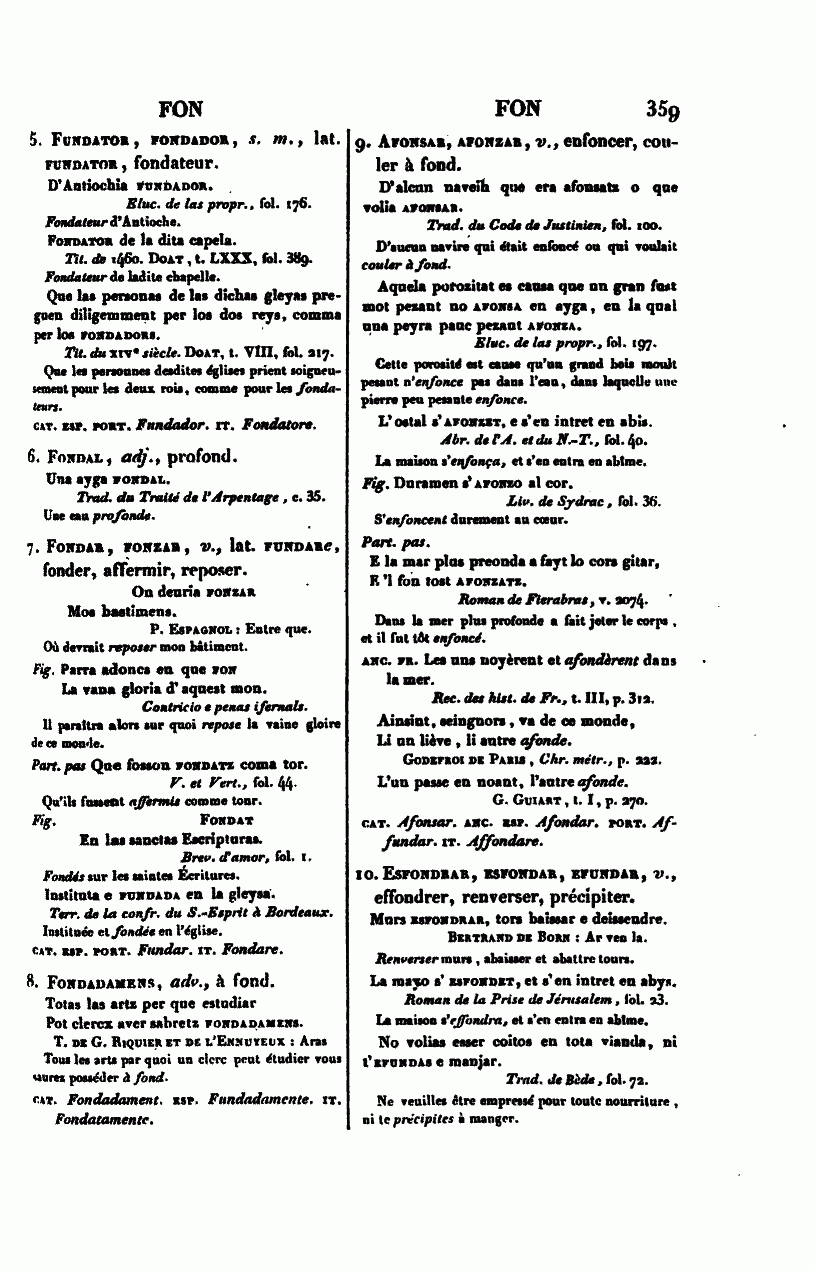 FON
FON 359
5. FUNDATOR, FONDADOR, s. m., lat.
FUNDATOR, fondateur.
D'Antiochia FUNDADOR.
Eluc. de las propr., fol. 176.
Fondateur d'Antioche.
FONDATOR de la dita capela.
Tit. de 1460. DOAT, t. LXXX, fol. 389.
Fondateur de ladite chapelle.
Que las personas de las dichas gleyas pre-
guen diligemment per los dos reys, comma
per los FONDADORS.
Tit. du XIVe siècle. DOAT, t. VIII, fol. 217.
Que les personnes desdites églises prient soigneu-
sement pour les deux rois, comme pour les fonda-
teurs.
CAT. ESP. PORT. Fundador. IT. Fondatore.
6. FONDAL, adj., profond.
Una ayga FONDAL.
Trad. du Traité de l'Arpentage, c. 35.
Une eau profonde.
7. FONDAR, FONZAR, v., lat. FUNDARe,
fonder, affermir, reposer.
On deuria FONZAR
Mos bastimens.
P. ESPAGNOL : Entre que.
Où devrait reposer mon bâtiment.
Fig. Parra adoncs en que FON
La vana gloria d'aquest mon.
Contricio e penas ifernals.
Il paraîtra alors sur quoi repose la vaine gloire
de ce monde.
Part. pas Que fosson FONDATZ coma tor.
V. et Vert., fol. 44.
Qu'ils fussent affermis comme tour.
Fig. FONDAT
En las sanctas Escripturas.
Brev. d'amor, fol. 1.
Fondés sur les saintes Écritures.
Instituta e FUNDADA en la gleysa.
Terr. de la confr. du S.-Esprit à Bordeaux.
Instituée et fondée en l'église.
CAT. ESP. PORT. Fundar. IT. Fondare.
8. FONDADAMENS, adv., à fond.
Totas las artz per que estudiar
Pot clercx aver sabretz FONDADAMENS.
T. DE G. RIQUIER ET DE L'ENNUYEUX : Aras
Tous les arts par quoi un clerc peut étudier vous
saurez posséder à fond.
CAT. Fondadament. ESP. Fundadamente. IT.
Fondatamente.
9. AFONSAR, AFONZAR, v., enfoncer, cou-
ler à fond.
D'alcun naveih que era afonsats o que
volia AFONSAR.
Trad. du Code de Justinien, fol. 100.
D'aucun navire qui était enfoncé ou qui voulait
couler à fond.
Aquela porozitat es causa que un gran fust
mot pezant no AFONSA en ayga, en la qual
una peyra pauc pezant AFONZA.
Eluc. de las propr., fol. 197.
Cette porosité est cause qu'un grand bois moult
pesant n'enfonce pas dans l'eau, dans laquelle une
pierre peu pesante enfonce.
L'ostal s'AFONZET, e s'en intret en abis.
Abr. de l'A. et du N.-T., fol. 40.
La maison s'enfonça, et s'en entra en abîme.
Fig. Duramen s'AFONZO al cor.
Liv. de Sydrac, fol. 36.
S'enfoncent durement au cœur.
Part. pas.
E la mar plus preonda a fayt lo cors gitar,
E 'l fon tost AFONZATZ.
Roman de Fierabras, v. 2074.
Dans la mer plus profonde a fait jeter le corps,
et il fut tôt enfoncé.
ANC. FR. Les uns noyèrent et afondèrent dans
la mer.
Rec. des hist. de Fr., t. III, p. 312.
Ainsint, seingnors, va de ce monde,
Li un liève, li autre afonde.
GODEFROI DE PARIS, Chr. métr., p. 222.
L'un passe en noant, l'autre afonde.
G. GUIART, t. I, p. 270.
CAT. Afonsar. ANC. ESP. Afondar. PORT. Af-
fundar. IT. Affondare.
10. ESFONDRAR, ESFONDAR, EFUNDAR, v.,
effondrer, renverser, précipiter.
Murs ESFONDRAR, tors baissar e deissendre.
BERTRAND DE BORN : Ar ven la.
Renverser murs, abaisser et abattre tours.
La mayo s'ESFONDET, et s'en intret en abys.
Roman de la Prise de Jérusalem, fol. 23.
La maison s'effondra, et s'en entra en abîme.
No volias esser coitos en tota vianda, ni
t'EFUNDAS e manjar.
Trad. de Bède, fol. 72.
Ne veuilles être empressé pour toute nourriture,
ni te précipites à manger.